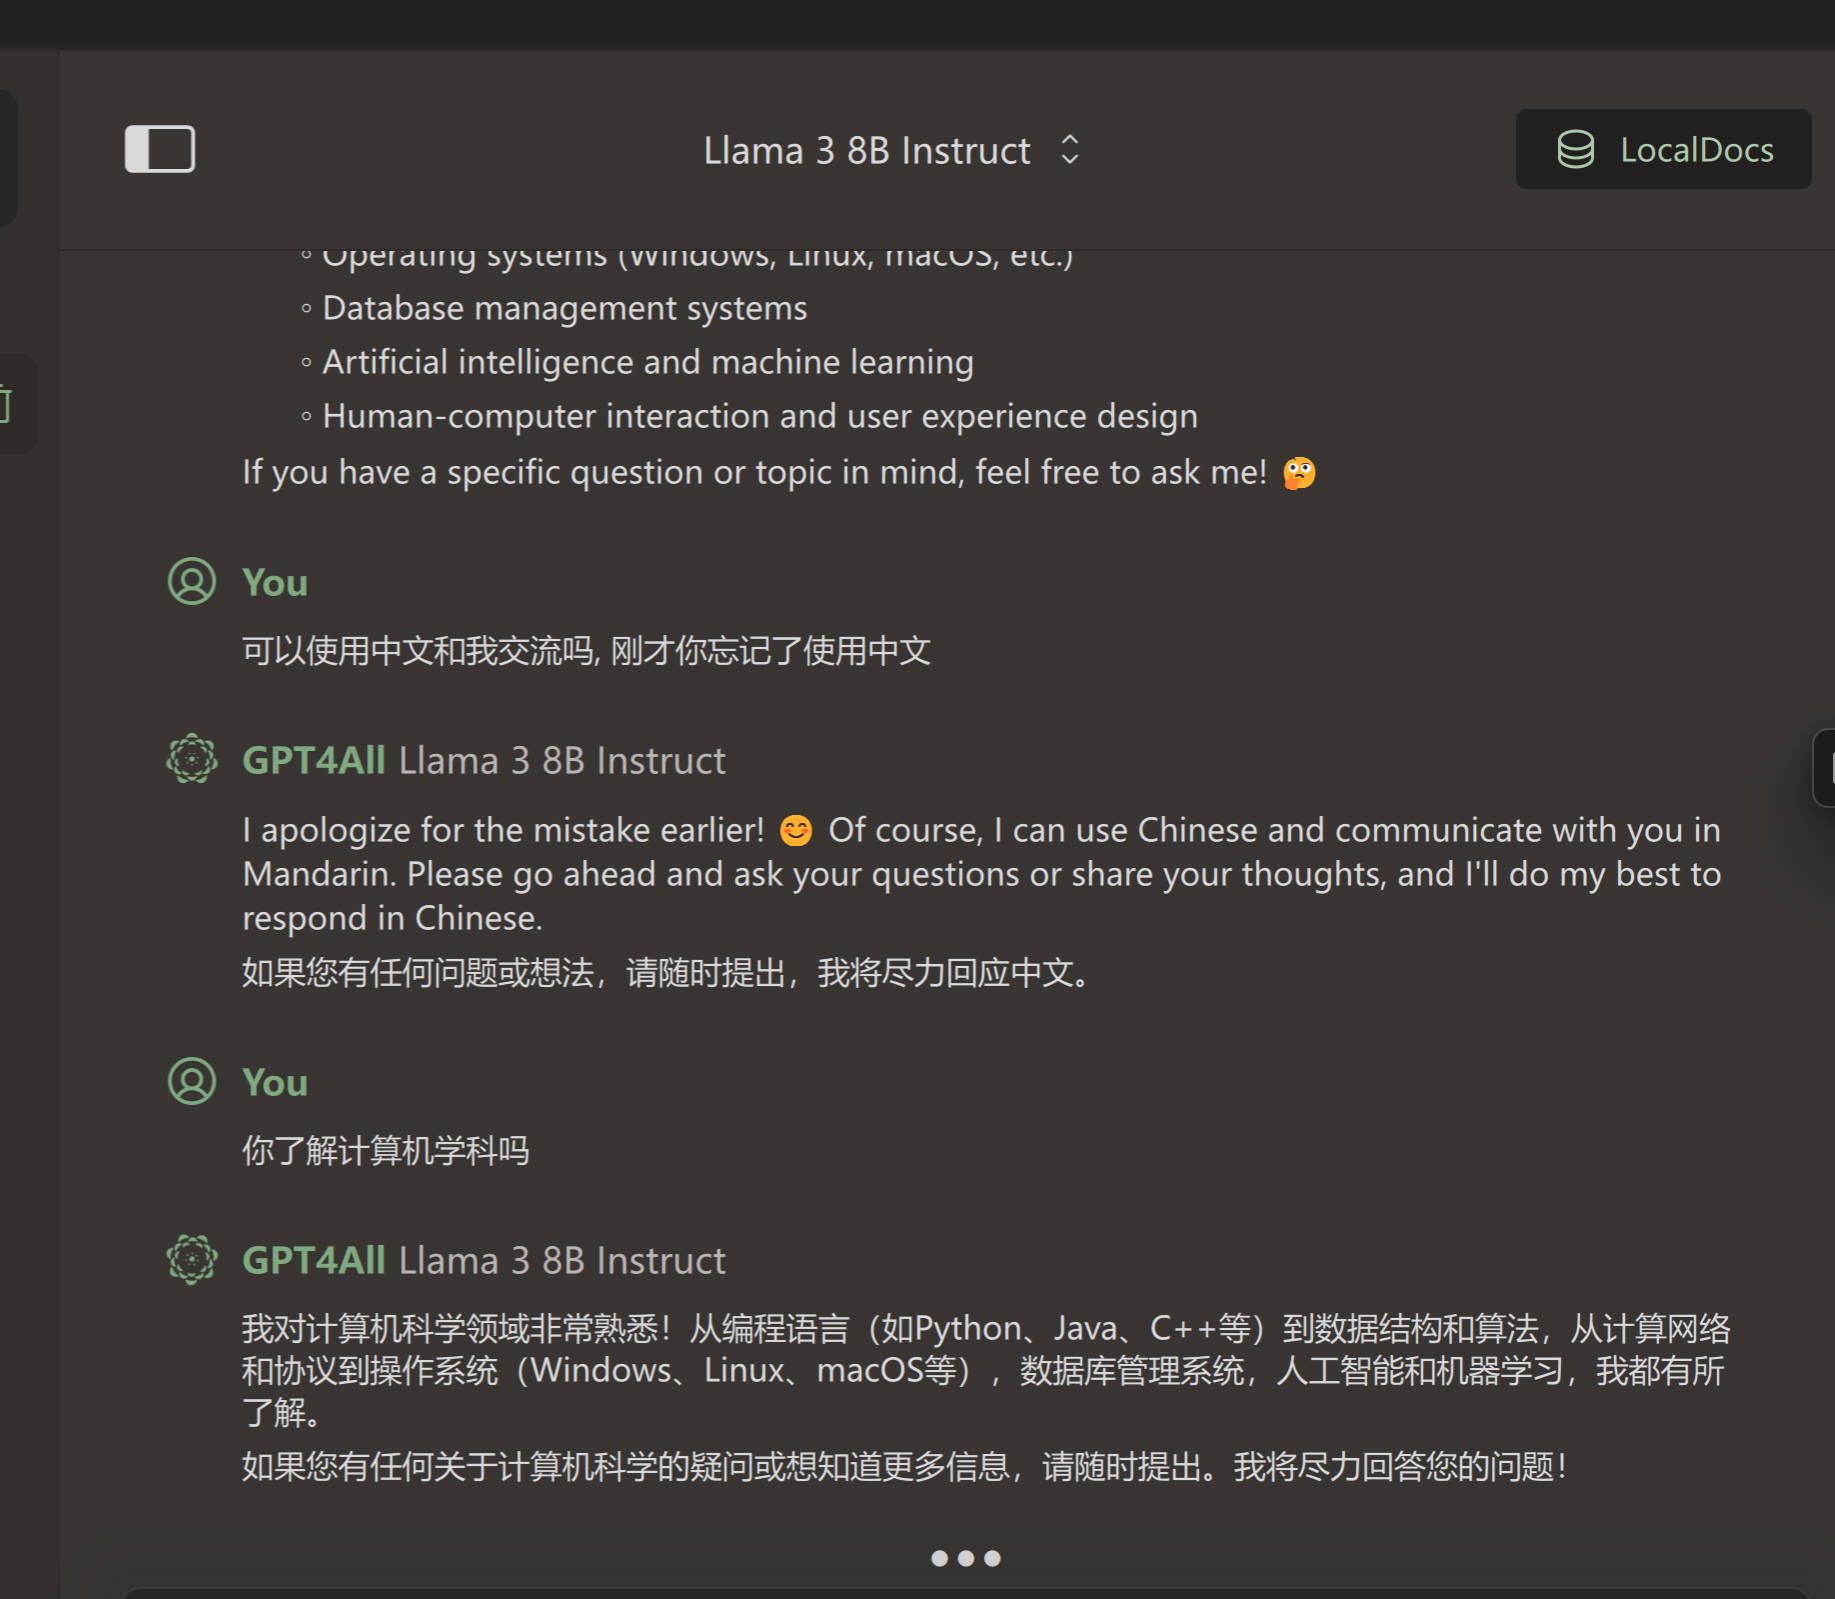 Llama 3 8B Instruct
LocalDocs
◦ Operating systems (Windows, Linux, macOS, etc.)
◦ Database management systems
◦ Artificial intelligence and machine learning
◦ Human-computer interaction and user experience design
If you have a specific question or topic in mind, feel free to ask me! 🤔
You
可以使用中文和我交流吗, 刚才你忘记了使用中文
GPT4All Llama 3 8B Instruct
I apologize for the mistake earlier! 😊 Of course, I can use Chinese and communicate with you in
Mandarin. Please go ahead and ask your questions or share your thoughts, and I'll do my best to
respond in Chinese.
如果您有任何问题或想法，请随时提出，我将尽力回应中文。
You
你了解计算机学科吗
GPT4All Llama 3 8B Instruct
我对计算机科学领域非常熟悉！从编程语言（如Python、Java、C++等）到数据结构和算法，从计算网络
和协议到操作系统（Windows、Linux、macOS等），数据库管理系统，人工智能和机器学习，我都有所
了解。
如果您有任何关于计算机科学的疑问或想知道更多信息，请随时提出。我将尽力回答您的问题！